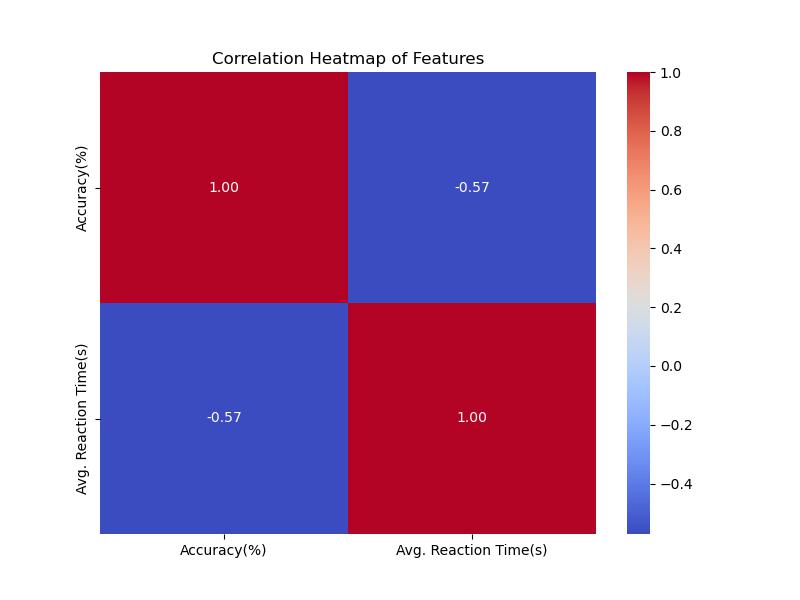 Correlation Heatmap of Features
Accuracy(%)
Avg. Reaction Time(s)
1.00
-0.57
-0.57
1.00
Accuracy(%)
Avg. Reaction Time(s)
1.0
0.8
0.6
0.4
0.2
0.0
−0.2
−0.4